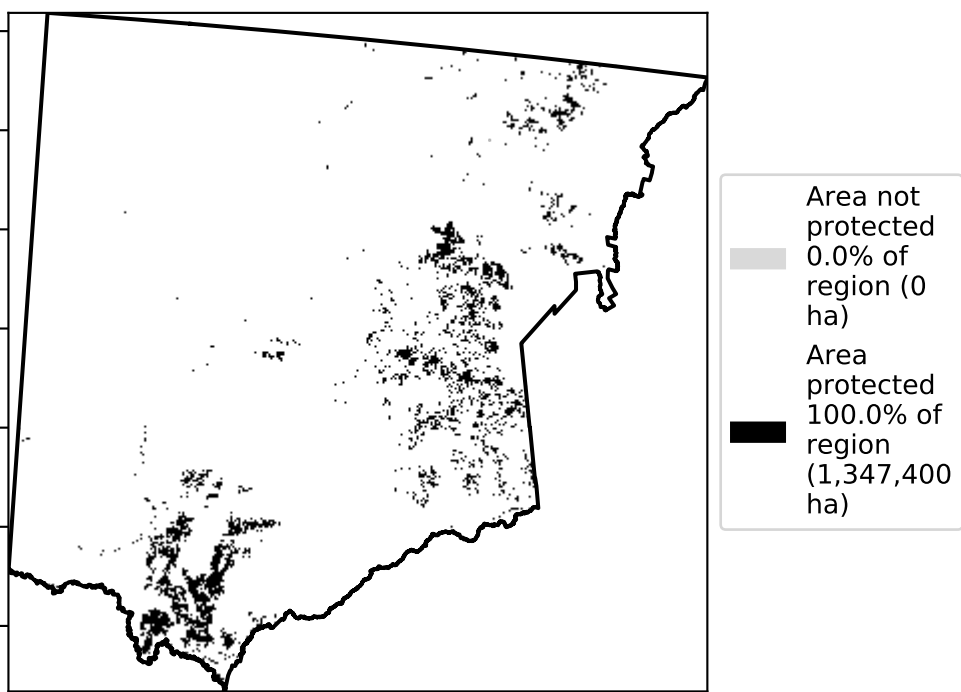 Area not
protected
0.0% of
region (0
ha)
Area
protected
100.0% of
region
(1,347,400
ha)